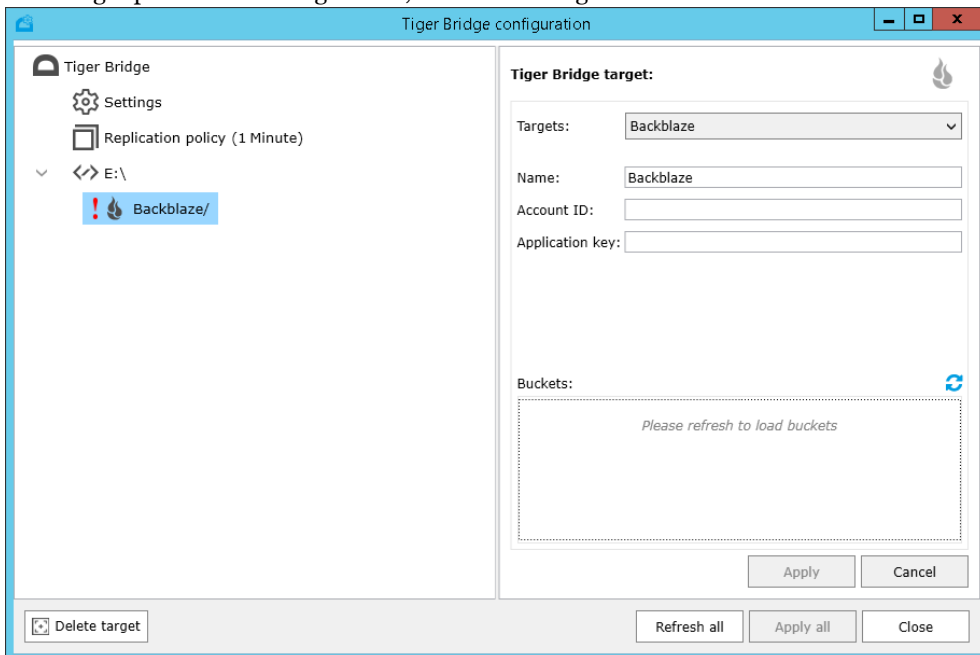 Tiger Bridge configuration
Tiger Bridge
Settings
Replication policy (1 Minute)
E:\
Backblaze/
Delete target
Tiger Bridge target:
Targets: Backblaze
Name: Backblaze
Account ID:
Application key:
Buckets:
Please refresh to load buckets
Apply Cancel
Refresh all Apply all Close